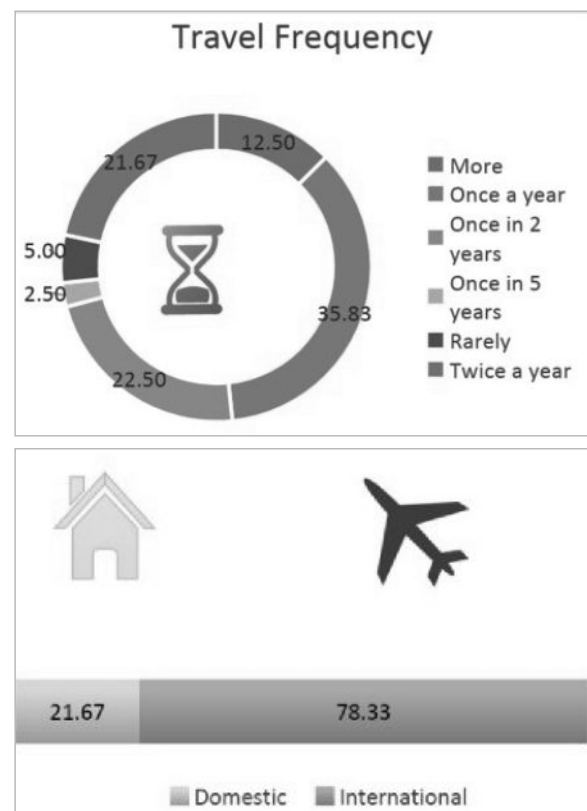 Travel Frequency
12.50
21.67
5.00
2.50
22.50
35.83
More
Once a year
Once in 2
years
Once in 5
years
Rarely
Twice a year
21.67
78.33
Domestic
International